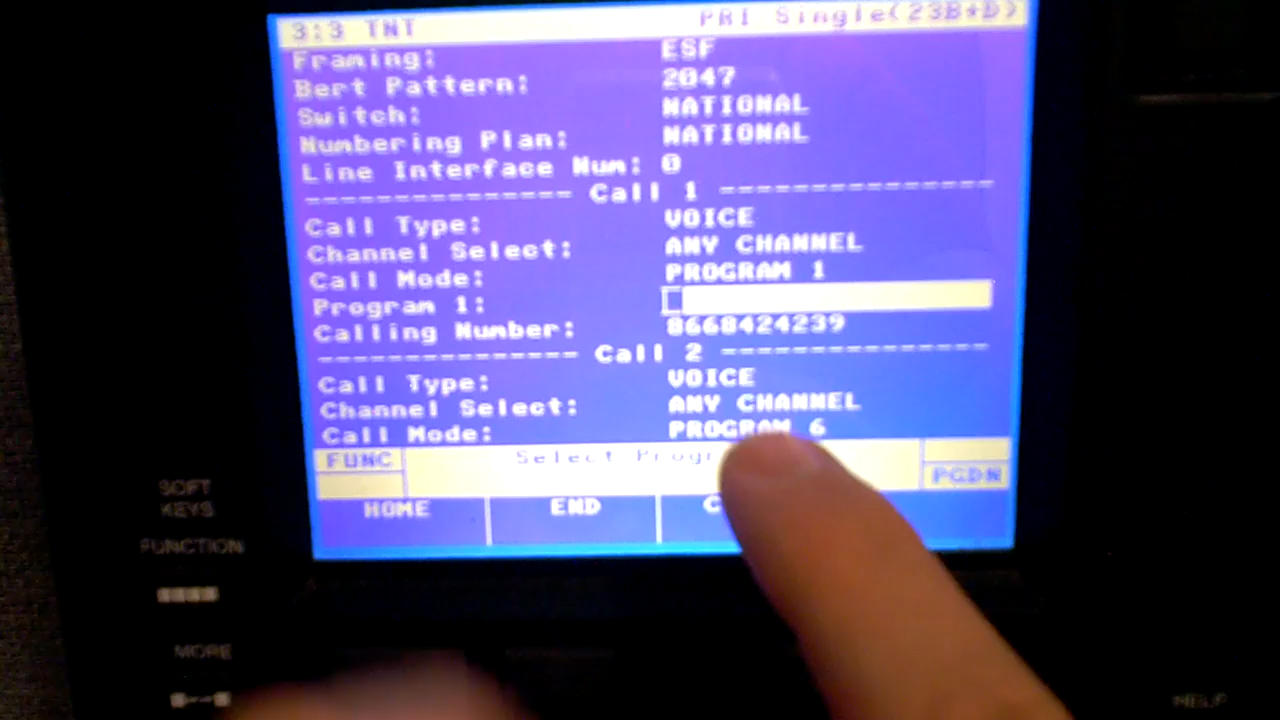 3:3 TNT PRI Single(23B+D)
Framing: ESF
Bert Pattern: 2047
Switch: NATIONAL
Numbering Plan: NATIONAL
Line Interface Num: 0
--------------- Call 1 ---------------
Call Type: VOICE
Channel Select: ANY CHANNEL
Call Mode: PROGRAM 1
Program 1:
Calling Number: 8668424239
--------------- Call 2 ---------------
Call Type: VOICE
Channel Select: ANY CHANNEL
Call Mode: PROGRAM 6
FUNC Select PGDN
HOME END
SOFT
KEYS
FUNCTION
MORE
HELP